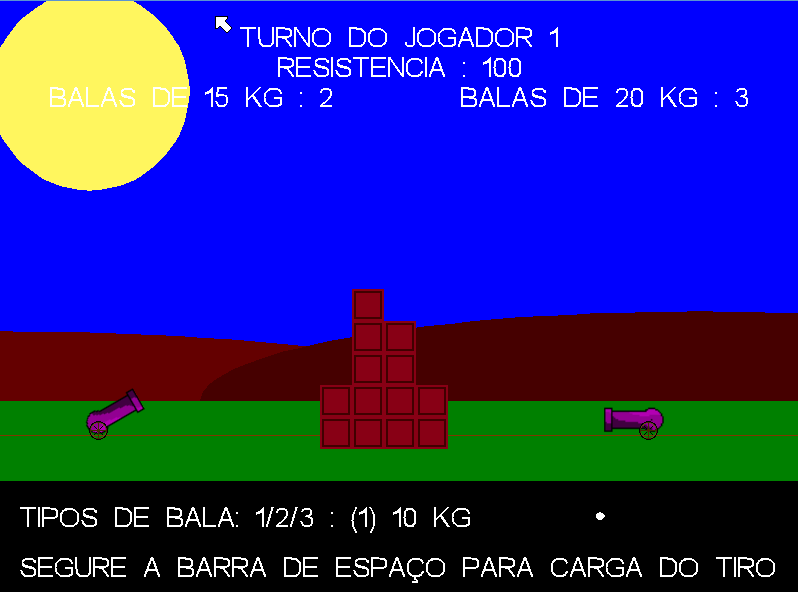 TURNO DO JOGADOR 1
RESISTENCIA : 100
BALAS DE 15 KG : 2 BALAS DE 20 KG : 3
TIPOS DE BALA: 1/2/3 : (1) 10 KG
SEGURE A BARRA DE ESPAÇO PARA CARGA DO TIRO